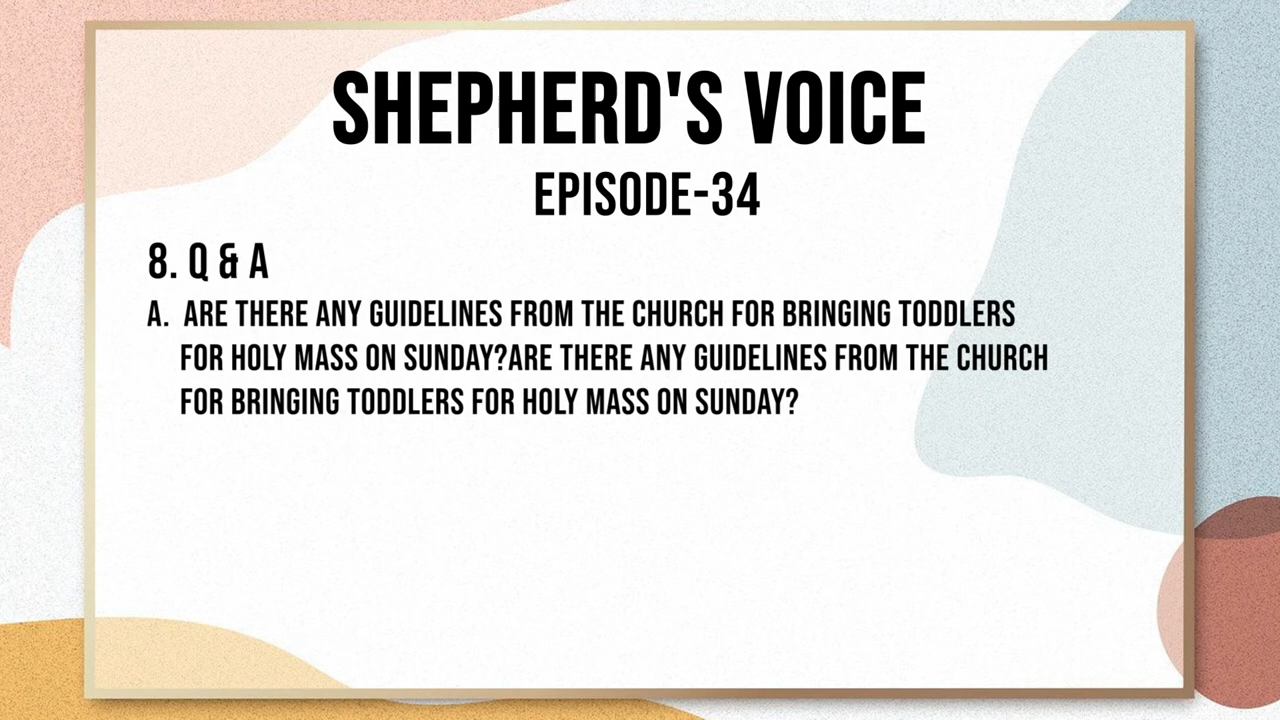 SHEPHERD'S VOICE
EPISODE-34
8. Q & A
A. ARE THERE ANY GUIDELINES FROM THE CHURCH FOR BRINGING TODDLERS
FOR HOLY MASS ON SUNDAY?ARE THERE ANY GUIDELINES FROM THE CHURCH
FOR BRINGING TODDLERS FOR HOLY MASS ON SUNDAY?